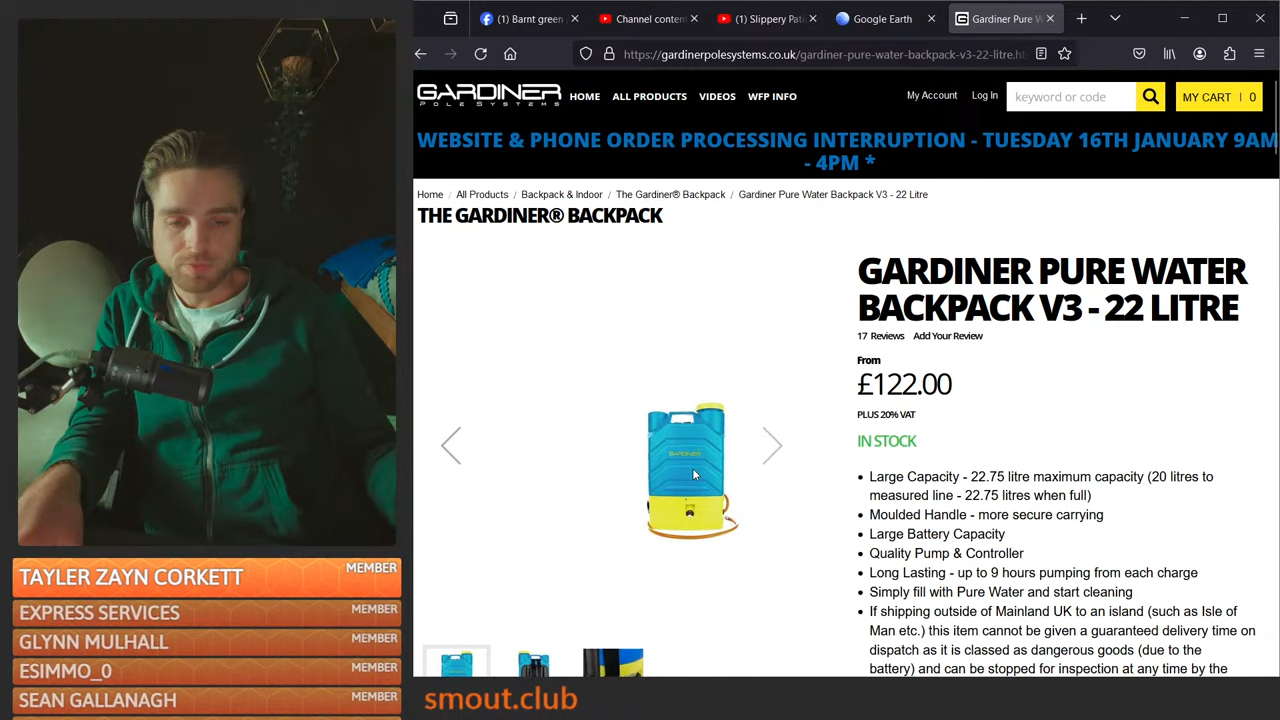 (1) Barnt green
Channel conten
(1) Slippery Pati
Google Earth
Gardiner Pure W
https://gardinerpolesystems.co.uk/gardiner-pure-water-backpack-v3-22-litre.h
GARDINER
POLE SYSTEMS
HOME
ALL PRODUCTS
VIDEOS
WFP INFO
My Account
Log In
keyword or code
MY CART | 0
WEBSITE & PHONE ORDER PROCESSING INTERRUPTION - TUESDAY 16TH JANUARY 9AM
- 4PM *
Home / All Products / Backpack & Indoor / The Gardiner® Backpack / Gardiner Pure Water Backpack V3 - 22 Litre
THE GARDINER® BACKPACK
GARDINER PURE WATER
BACKPACK V3 - 22 LITRE
17 Reviews Add Your Review
From
£122.00
PLUS 20% VAT
IN STOCK
GARDINER
Large Capacity - 22.75 litre maximum capacity (20 litres to
measured line - 22.75 litres when full)
Moulded Handle - more secure carrying
Large Battery Capacity
Quality Pump & Controller
Long Lasting - up to 9 hours pumping from each charge
Simply fill with Pure Water and start cleaning
If shipping outside of Mainland UK to an island (such as Isle of
Man etc.) this item cannot be given a guaranteed delivery time on
dispatch as it is classed as dangerous goods (due to the
battery) and can be stopped for inspection at any time by the
TAYLER ZAYN CORKETT MEMBER
EXPRESS SERVICES MEMBER
GLYNN MULHALL MEMBER
ESIMMO_0 MEMBER
SEAN GALLANAGH MEMBER
smout.club